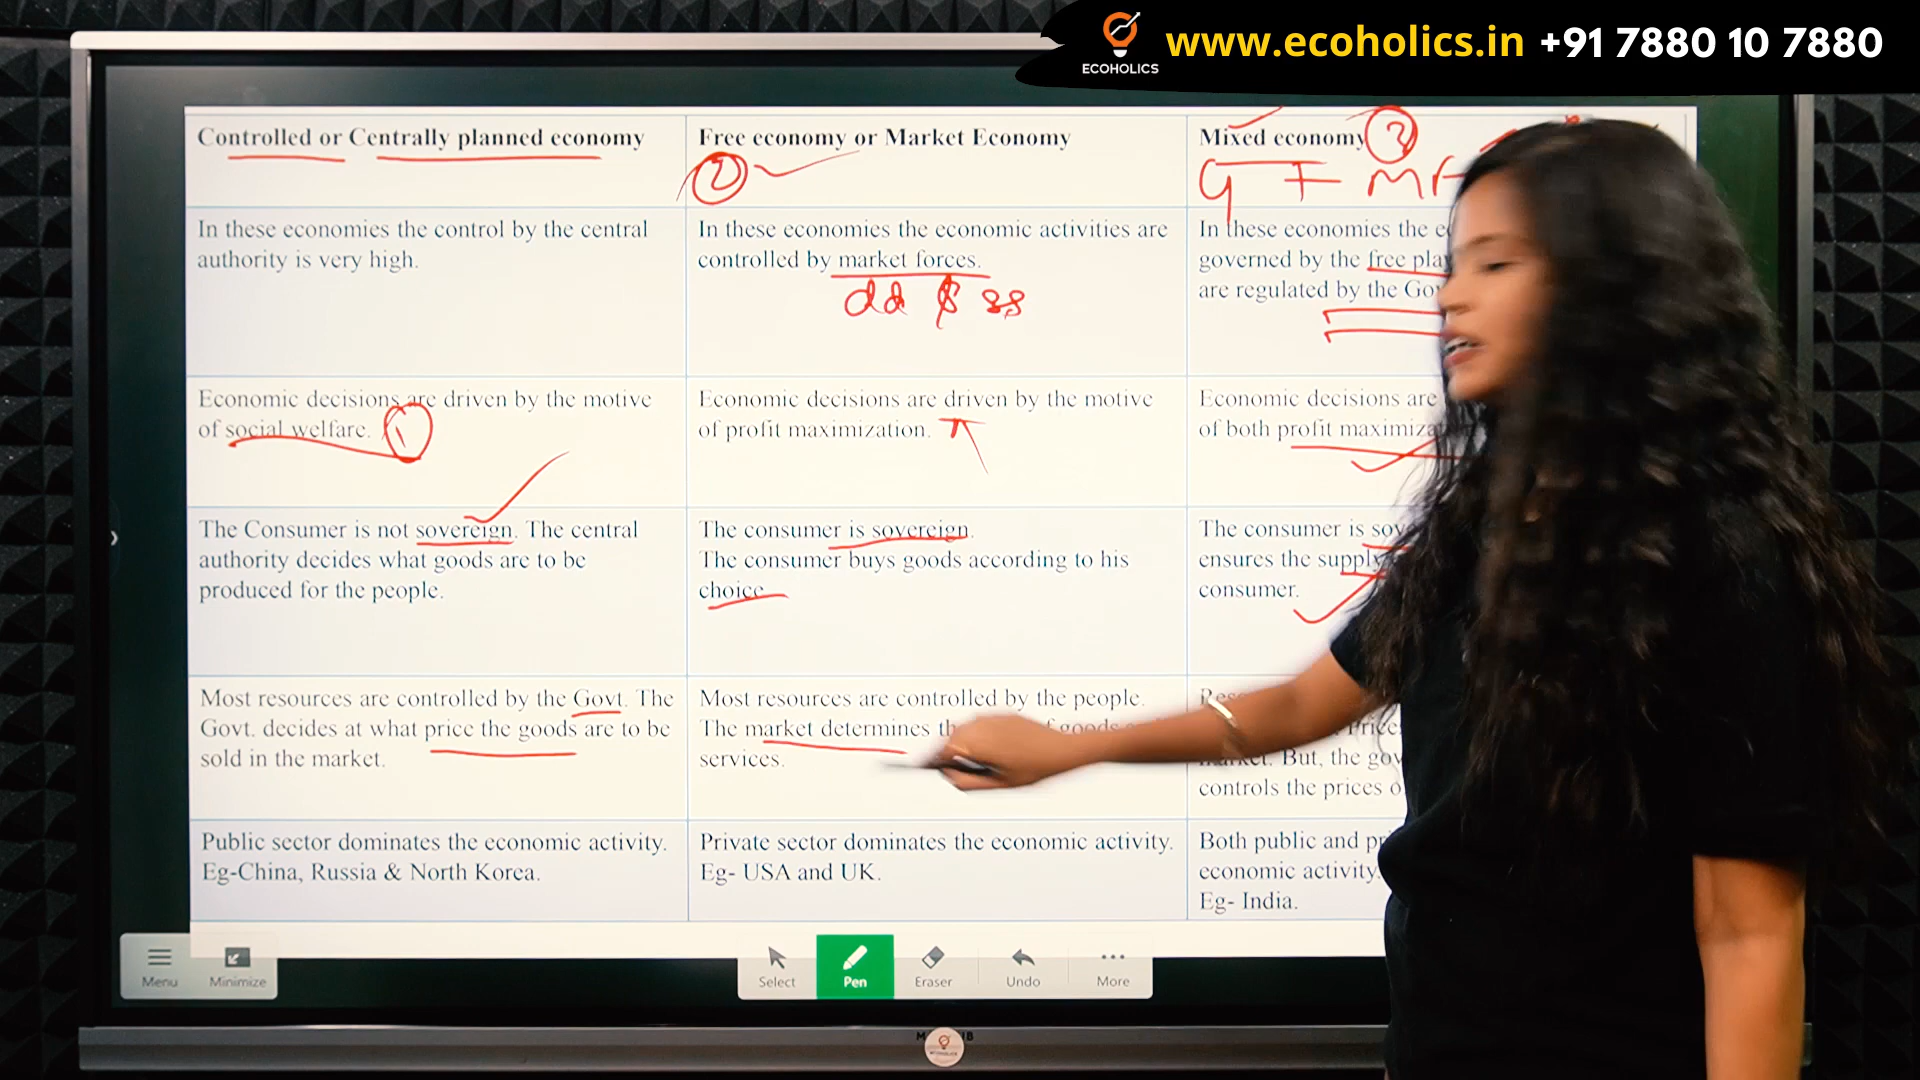 www.ecoholics.in +91 7880 10 7880
ECOHOLICS
Controlled or Centrally planned economy
Free economy or Market Economy
Mixed economy
2
G + M
In these economies the control by the central
authority is very high.
In these economies the economic activities are
controlled by market forces.
dd & ss
In these economies the
governed by the free
are regulated by the
Economic decisions are driven by the motive
of social welfare.
1
Economic decisions are driven by the motive
of profit maximization.
Economic decisions are
of both profit
The Consumer is not sovereign. The central
authority decides what goods are to be
produced for the people.
The consumer is sovereign.
The consumer buys goods according to his
choice
The consumer is
ensures the supply
consumer.
Most resources are controlled by the Govt. The
Govt. decides at what price the goods are to be
sold in the market.
Most resources are controlled by the people.
The market determines goods
services.
But, the
controls the prices
Public sector dominates the economic activity.
Eg-China, Russia & North Korea.
Private sector dominates the economic activity.
Eg- USA and UK.
Both public and
economic activity.
Eg- India.
Menu
Minimize
Select
Pen
Eraser
Undo
More